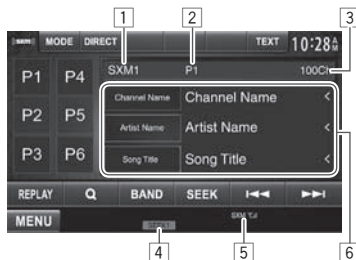 1 2 3
MODE DIRECT TEXT 10:28
SXM1 P1 100CH
P1 P4
P2 P5
P3 P6
Channel Name Channel Name <
Artist Name Artist Name <
Song Title Song Title <
REPLAY Q BAND SEEK
MENU SXM
4 5 6